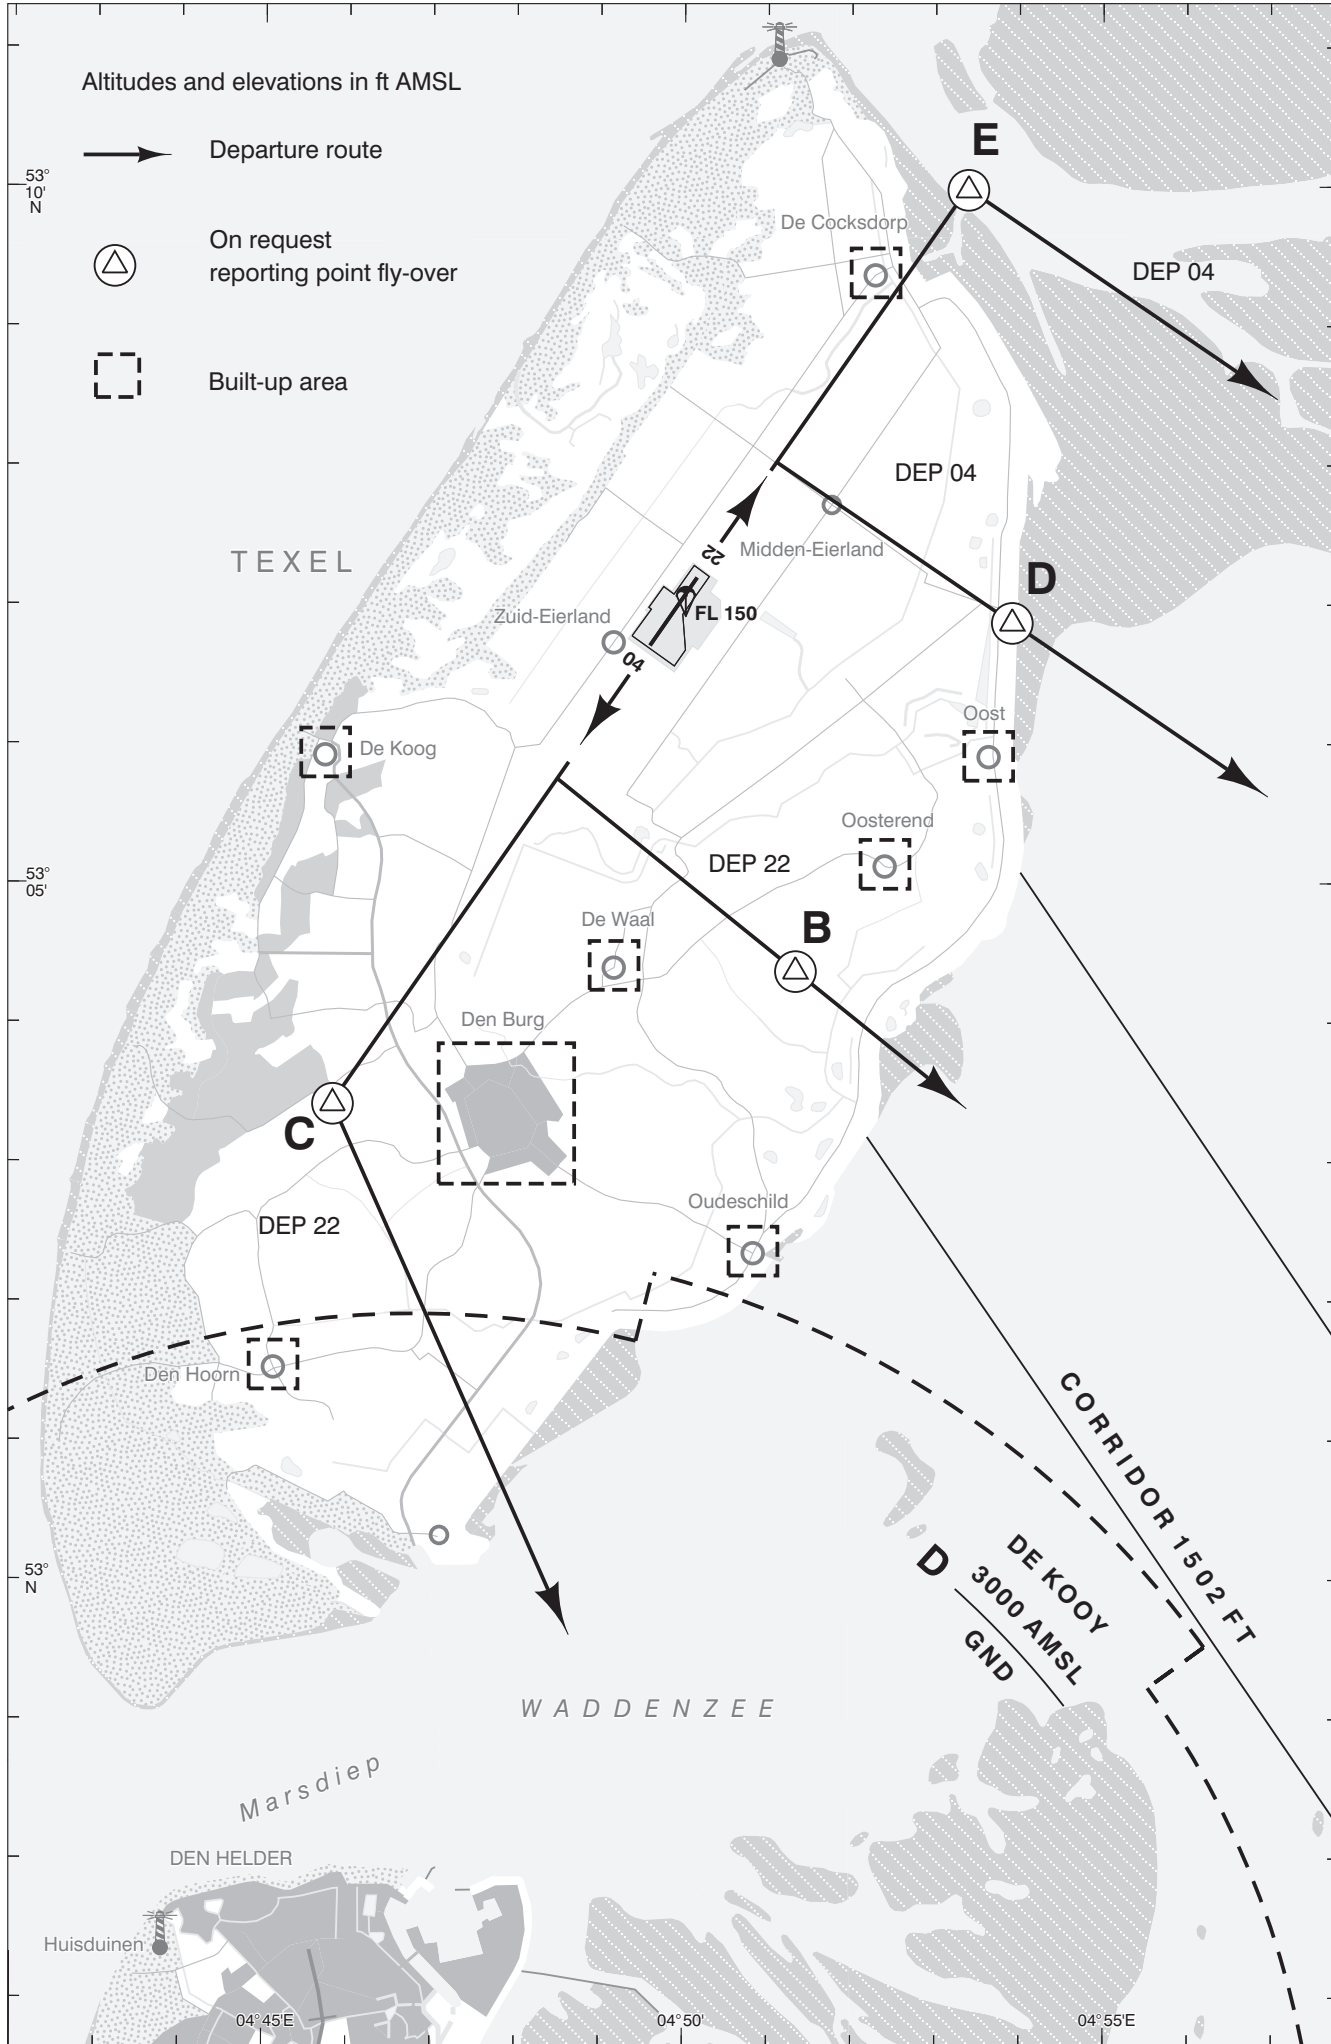 Altitudes and elevations in ft AMSL
Departure route
On request
reporting point fly-over
Built-up area
53°
10'
N
E
De Cocksdorp
DEP 04
DEP 04
TEXEL
22
Midden-Eierland
D
FL 150
Zuid-Eierland
04
De Koog
Oost
Oosterend
DEP 22
53°
05'
De Waal
B
Den Burg
C
Oudeschild
DEP 22
Den Hoorn
CORRIDOR 1502 FT
D
DE KOOY
3000 AMSL
GND
53°
N
WADDENZEE
Marsdiep
DEN HELDER
Huisduinen
04°45'E
04°50'
04°55'E